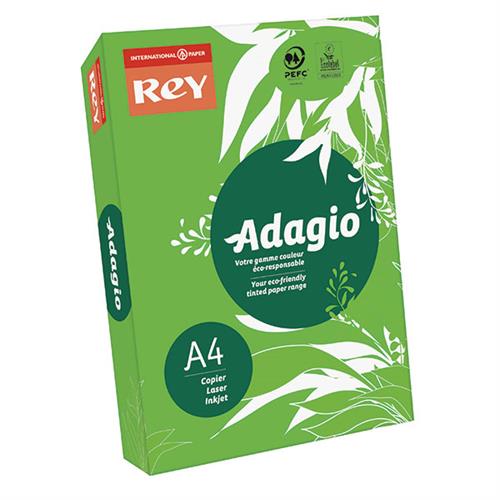 INTERNATIONAL PAPER
REY
PEFC
Ecolabel
Adagio
Votre gamme couleur
éco-responsable
Your eco-friendly
tinted paper range
A4
Copier
Laser
Inkjet
REY
Adagio